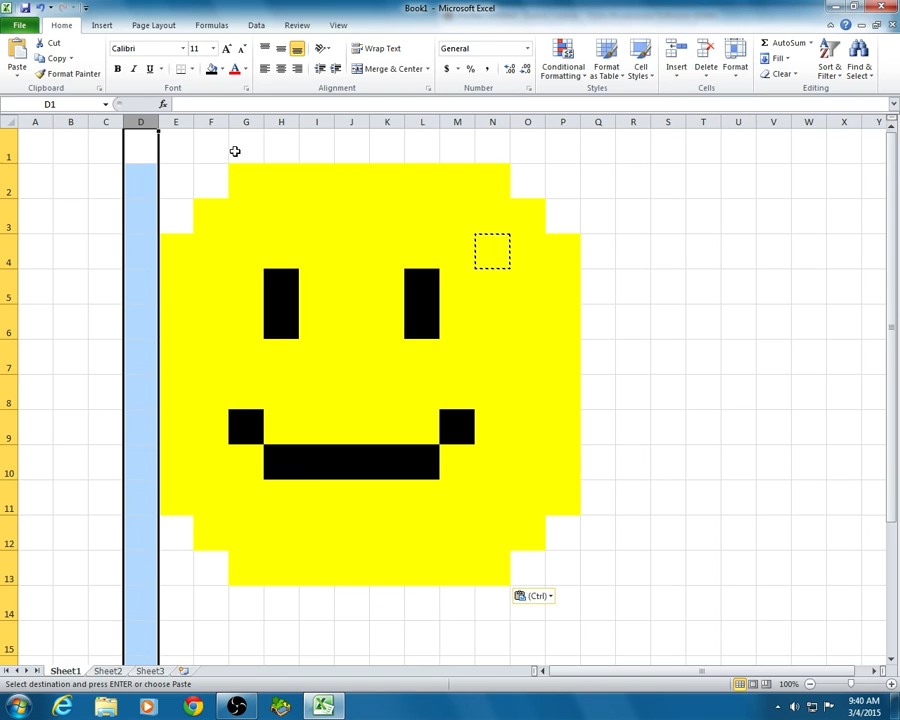 Book1 - Microsoft Excel
File Home Insert Page Layout Formulas Data Review View
Cut
Copy
Format Painter
Paste
Clipboard
Calibri 11 A A
B I U A
Font
Wrap Text
Merge & Center
Alignment
General
$ % ,
Number
Conditional Formatting
Format as Table
Cell Styles
Styles
Insert Delete Format
Cells
Σ AutoSum
Fill
Clear
Sort & Filter
Find & Select
Editing
D1 fx
A B C D E F G H I J K L M N O P Q R S T U V W X Y
1
2
3
4
5
6
7
8
9
10
11
12
13
(Ctrl)
14
15
Sheet1 Sheet2 Sheet3
Select destination and press ENTER or choose Paste 100%
9:40 AM
3/4/2015